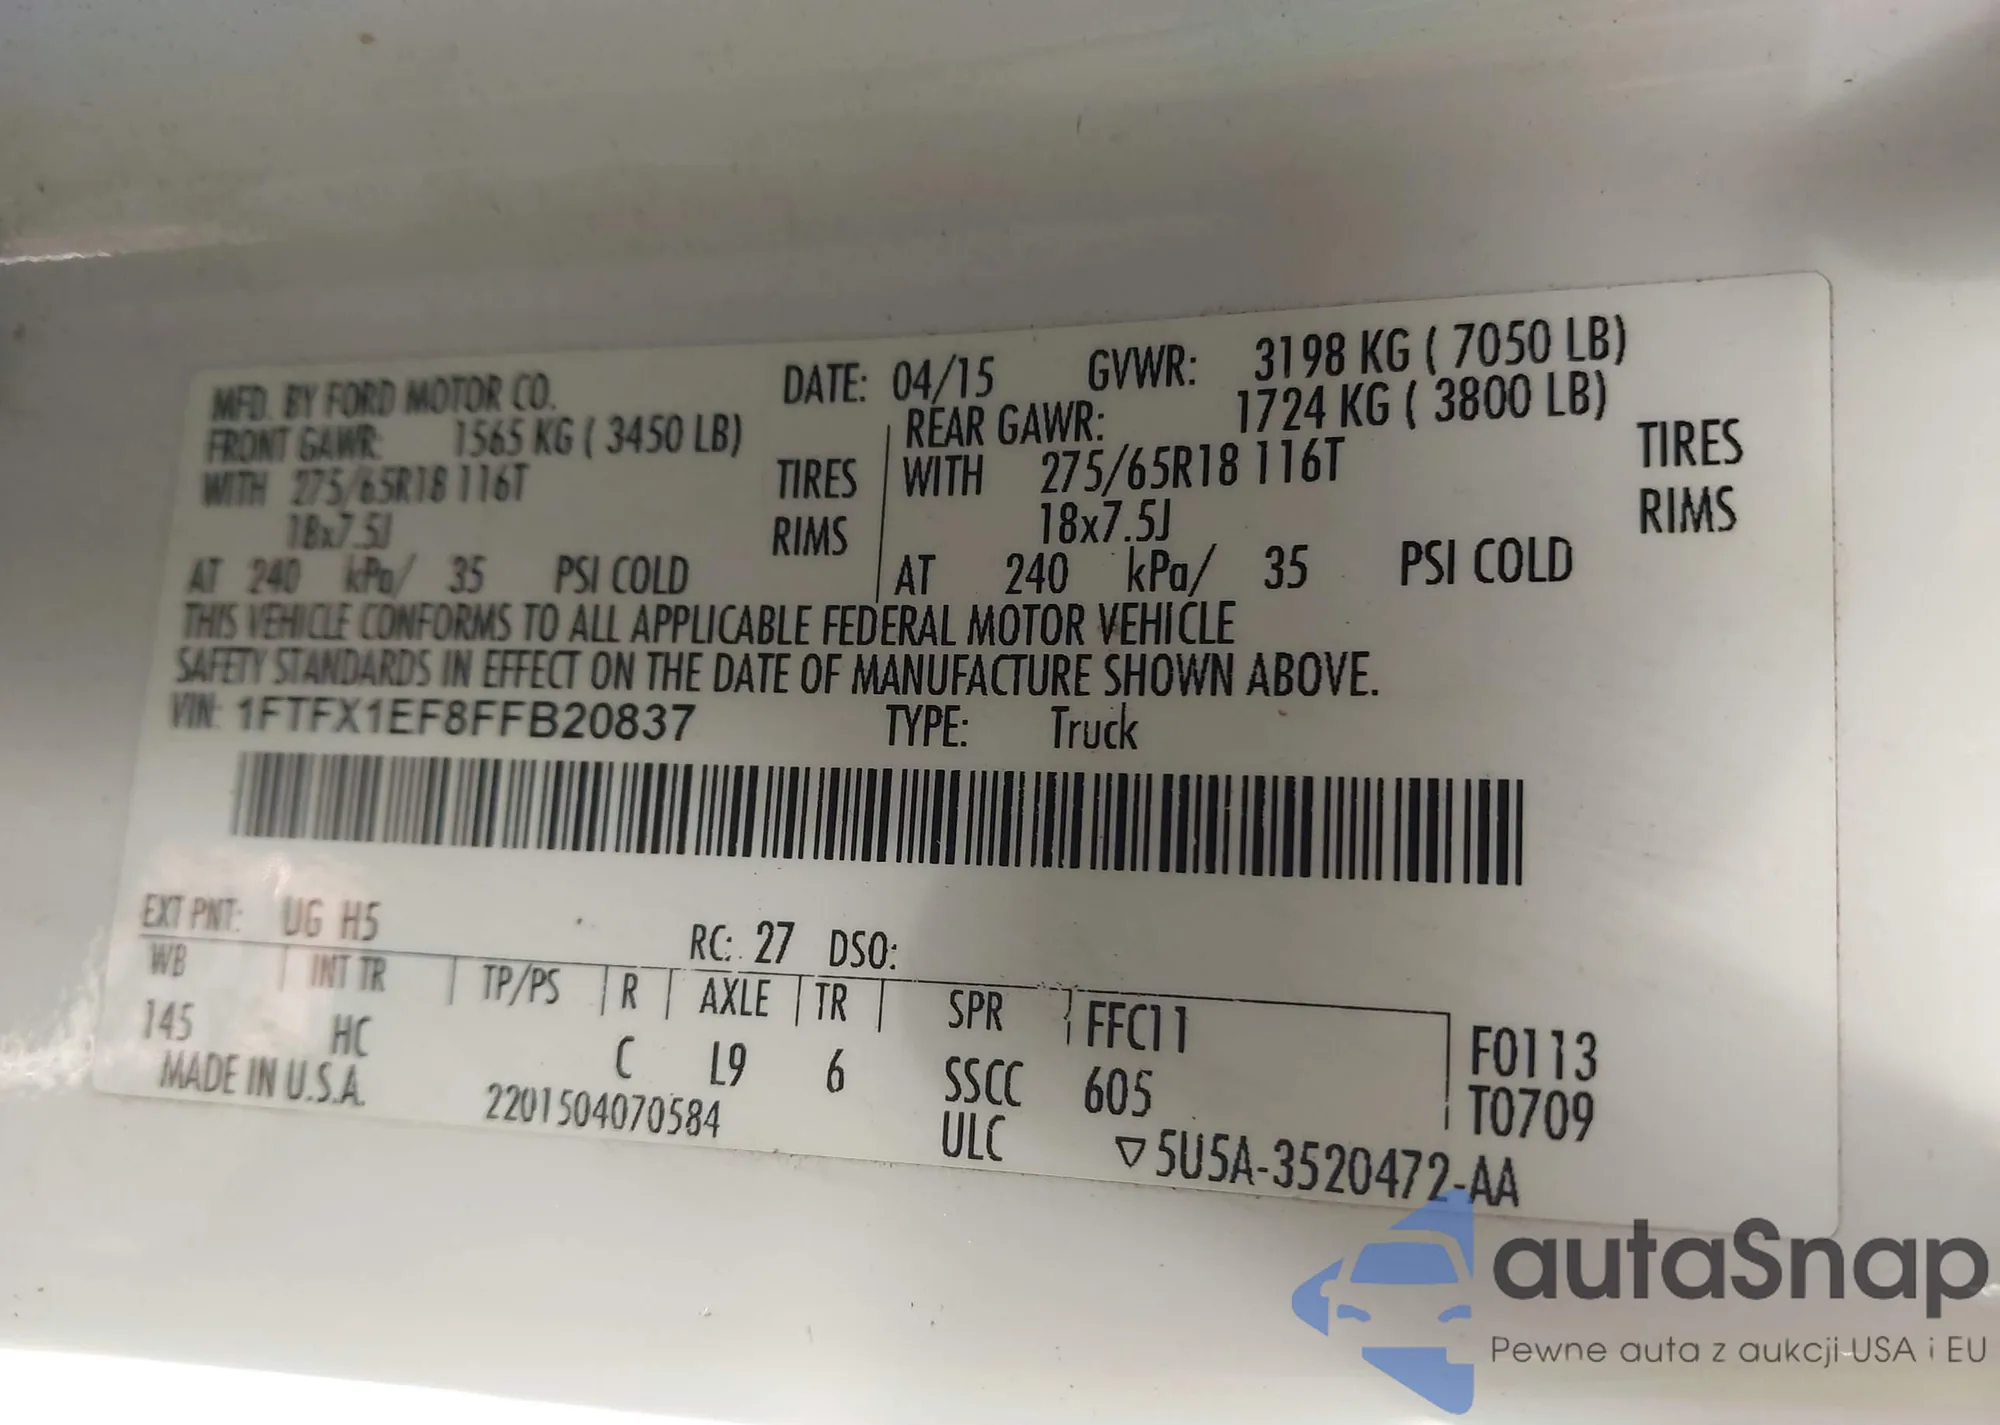 MFD. BY FORD MOTOR CO. DATE: 04/15 GVWR: 3198 KG ( 7050 LB)
FRONT GAWR: 1565 KG ( 3450 LB) REAR GAWR: 1724 KG ( 3800 LB)
WITH 275/65R18 116T TIRES WITH 275/65R18 116T TIRES
18x7.5J RIMS 18x7.5J RIMS
AT 240 kPa/ 35 PSI COLD AT 240 kPa/ 35 PSI COLD
THIS VEHICLE CONFORMS TO ALL APPLICABLE FEDERAL MOTOR VEHICLE
SAFETY STANDARDS IN EFFECT ON THE DATE OF MANUFACTURE SHOWN ABOVE.
VIN: 1FTFX1EF8FFB20837 TYPE: Truck
EXT PNT: UG H5 RC: 27 DSO:
WB INT TR TP/PS R AXLE TR SPR FFC11 F0113
145 HC C L9 6 SSCC 605 T0709
MADE IN U.S.A. 2201504070584 ULC ▽5U5A-3520472-AA
autaSnap
Pewne auta z aukcji USA i EU